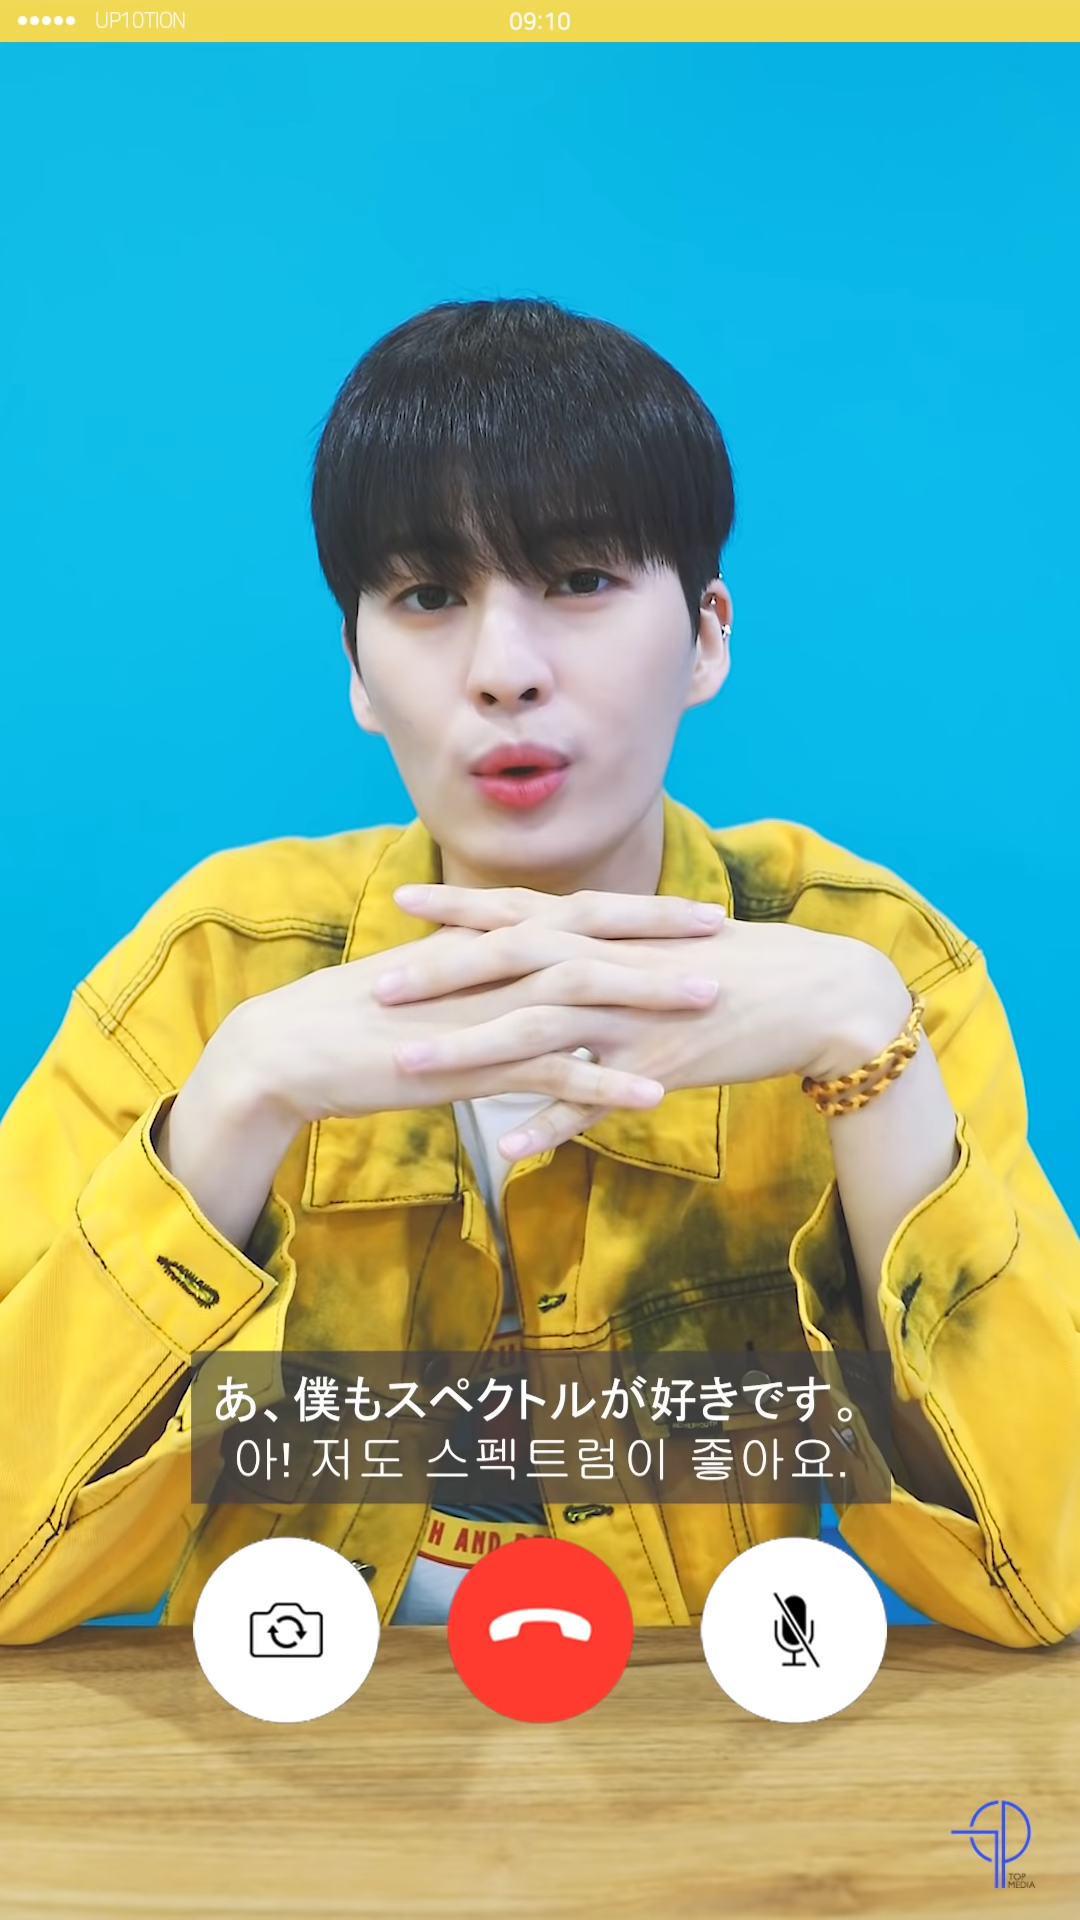 UP10TION
09:10
あ、僕もスペクトルが好きです。
아! 저도 스펙트럼이 좋아요.
H AND
TOP
MEDIA